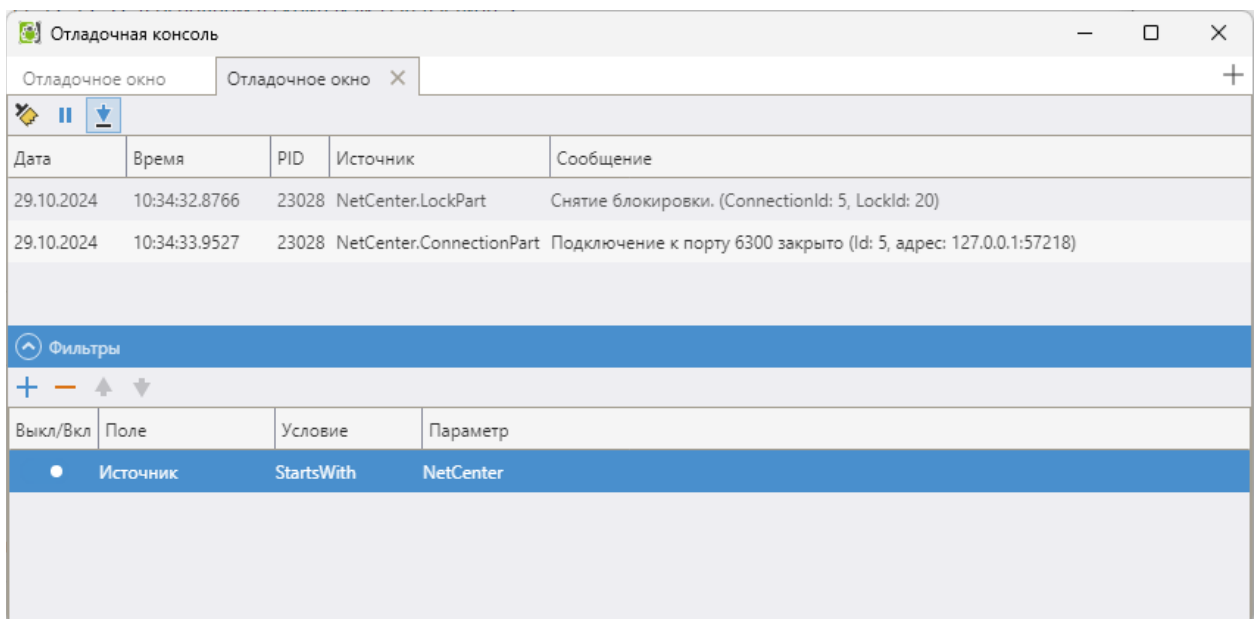 Отладочная консоль
Отладочное окно Отладочное окно
Дата Время PID Источник Сообщение
29.10.2024 10:34:32.8766 23028 NetCenter.LockPart Снятие блокировки. (ConnectionId: 5, LockId: 20)
29.10.2024 10:34:33.9527 23028 NetCenter.ConnectionPart Подключение к порту 6300 закрыто (Id: 5, адрес: 127.0.0.1:57218)
Фильтры
Выкл/Вкл Поле Условие Параметр
Источник StartsWith NetCenter